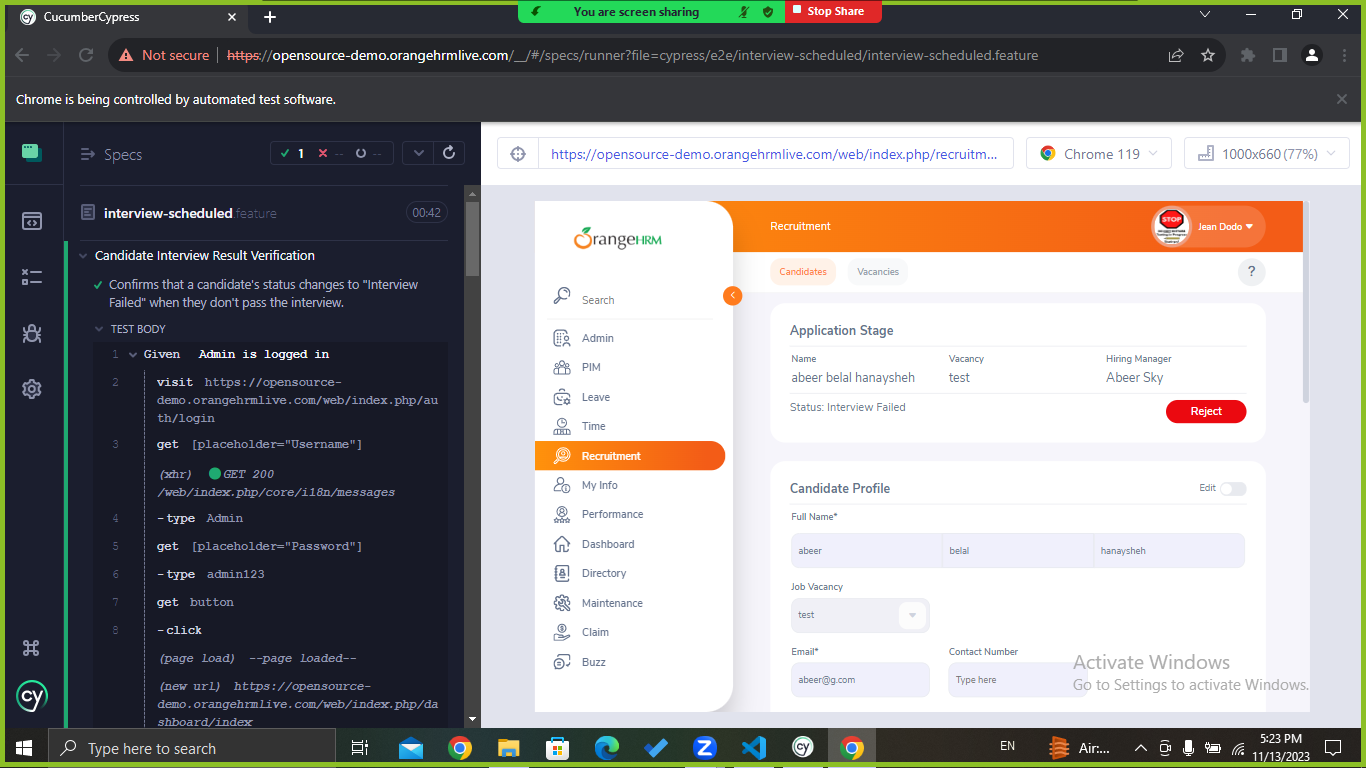 CucumberCypress
You are screen sharing
Stop Share
Not secure
https://opensource-demo.orangehrmlive.com/__/#/specs/runner?file=cypress/e2e/interview-scheduled/interview-scheduled.feature
Chrome is being controlled by automated test software.
Specs
1 -- --
https://opensource-demo.orangehrmlive.com/web/index.php/recruitm...
Chrome 119
1000x660 (77%)
interview-scheduled.feature
00:42
Candidate Interview Result Verification
Confirms that a candidate's status changes to "Interview
Failed" when they don't pass the interview.
TEST BODY
1 Given Admin is logged in
2 visit https://opensource-
demo.orangehrmlive.com/web/index.php/au
th/login
3 get [placeholder="Username"]
(xhr) GET 200
/web/index.php/core/i18n/messages
4 -type Admin
5 get [placeholder="Password"]
6 -type admin123
7 get button
8 -click
(page load) --page loaded--
(new url) https://opensource-
demo.orangehrmlive.com/web/index.php/da
shboard/index
cy
OrangeHRM
Search
Admin
PIM
Leave
Time
Recruitment
My Info
Performance
Dashboard
Directory
Maintenance
Claim
Buzz
Recruitment
STOP
Jean Dodo
Candidates
Vacancies
?
Application Stage
Name
Vacancy
Hiring Manager
abeer belal hanaysheh
test
Abeer Sky
Status: Interview Failed
Reject
Candidate Profile
Edit
Full Name*
abeer
belal
hanaysheh
Job Vacancy
test
Email*
Contact Number
abeer@g.com
Type here
Activate Windows
Go to Settings to activate Windows.
Type here to search
EN
Air:...
5:23 PM
11/13/2023